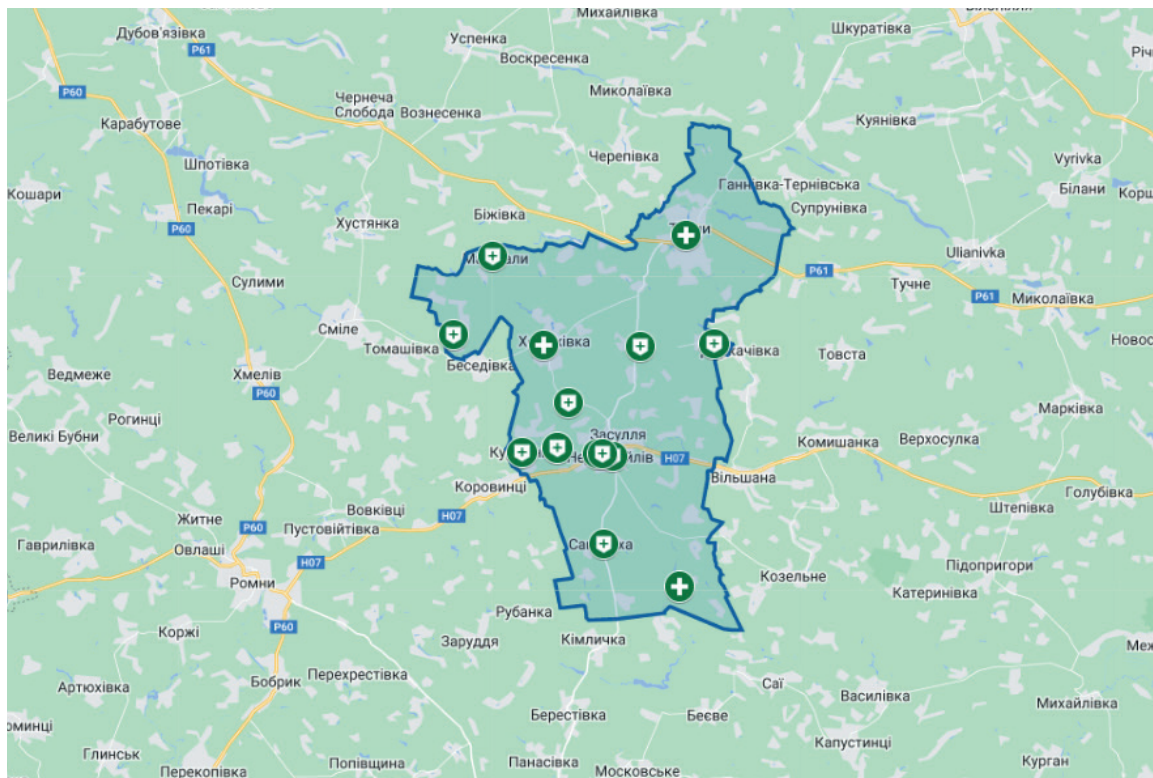 Михайлівка
Дубов'язівка
Успенка
Шкуратівка
P61
Воскресенка
P60
Чернеча
Слобода
Вознесенка
Миколаївка
Карабутове
Куянівка
Шпотівка
Черепівка
Vyrivka
Кошари
Ганнівка-Тернівська
Білани
Пекарі
Хустянка
Біжівка
Супрунівка
P60
Ulianivka
P61
Сулими
Тучне
P61
Миколаївка
Сміле
Томашівка
Беседівка
Товста
Ведмеже
Хмелів
P60
Рогинці
Марківка
Великі Бубни
Засулля
Комишанка
Верхосулка
H07
Вільшана
Коровинці
Голубівка
Вовківці
Штепівка
Житне
P60
Пустовійтівка
H07
Гаврилівка
Овлаші
H07
Підопригори
Ромни
Козельне
Катеринівка
Рубанка
Коржі
P60
Заруддя
Кімличка
Перехрестівка
Бобрик
Саї
Артюхівка
Василівка
Михайлівка
Берестівка
Беєве
Капустинці
Глинськ
Попівщина
Панасівка
Курган
Перекопівка
Московське